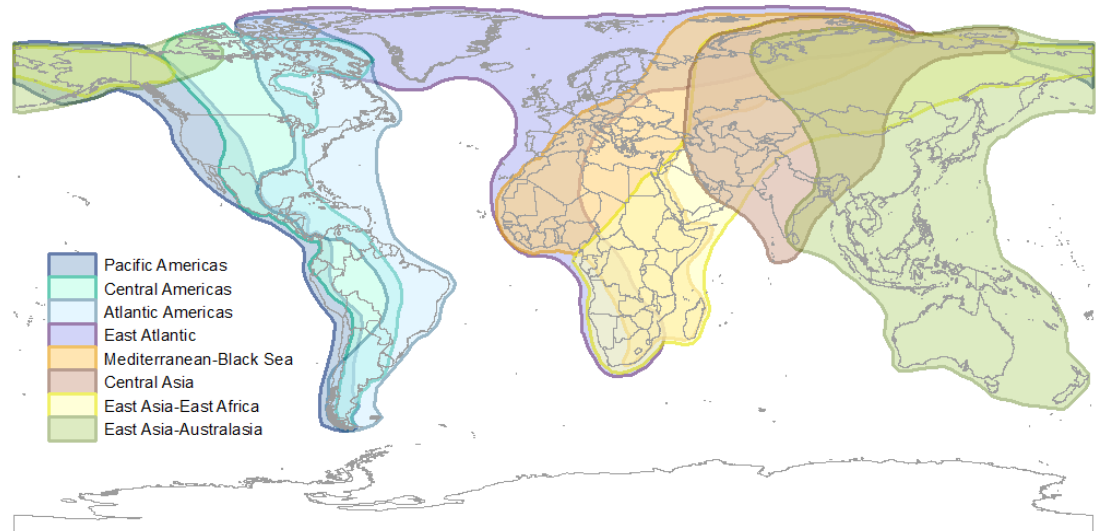 Pacific Americas
Central Americas
Atlantic Americas
East Atlantic
Mediterranean-Black Sea
Central Asia
East Asia-East Africa
East Asia-Australasia